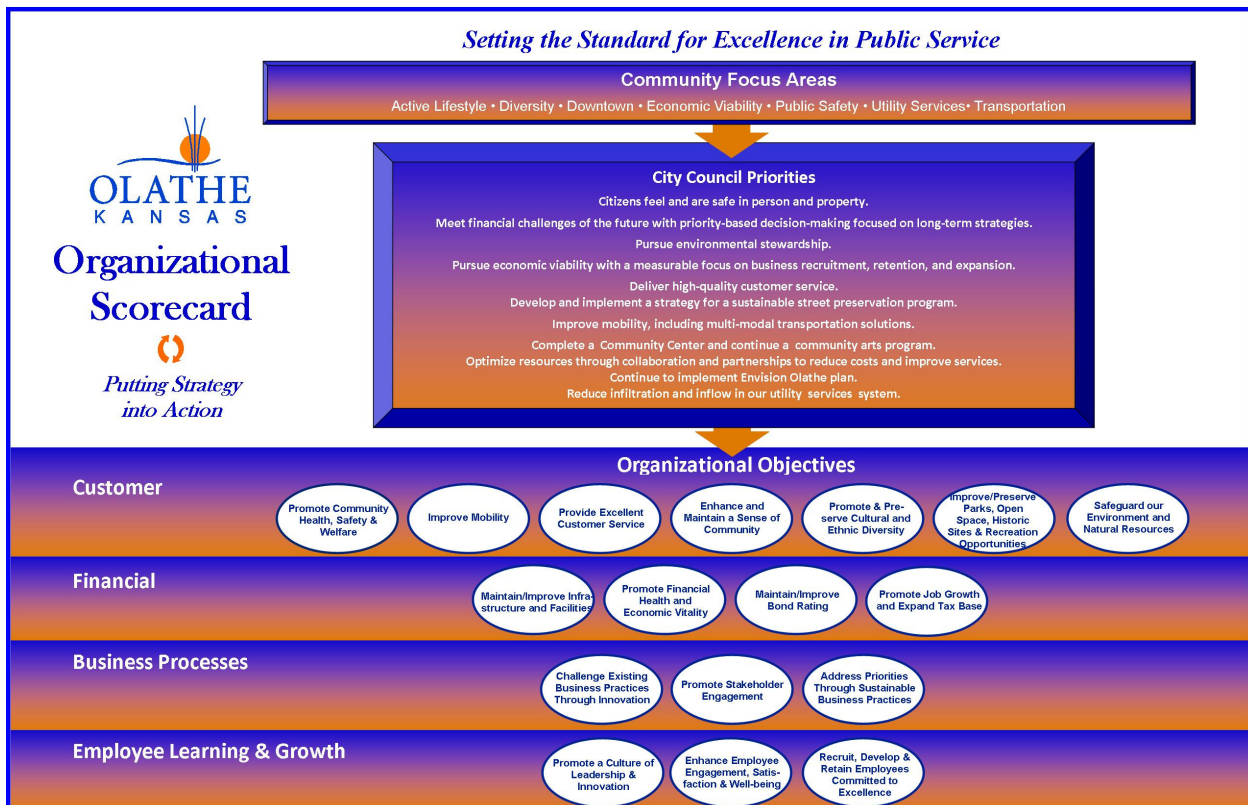 Setting the Standard for Excellence in Public Service
Community Focus Areas
Active Lifestyle • Diversity • Downtown • Economic Viability • Public Safety • Utility Services• Transportation
OLATHE
KANSAS
Organizational
Scorecard
Putting Strategy
into Action
City Council Priorities
Citizens feel and are safe in person and property.
Meet financial challenges of the future with priority-based decision-making focused on long-term strategies.
Pursue environmental stewardship.
Pursue economic viability with a measurable focus on business recruitment, retention, and expansion.
Deliver high-quality customer service.
Develop and implement a strategy for a sustainable street preservation program.
Improve mobility, including multi-modal transportation solutions.
Complete a Community Center and continue a community arts program.
Optimize resources through collaboration and partnerships to reduce costs and improve services.
Continue to implement Envision Olathe plan.
Reduce infiltration and inflow in our utility services system.
Organizational Objectives
Customer
Promote Community
Health, Safety &
Welfare
Improve Mobility
Provide Excellent
Customer Service
Enhance and
Maintain a Sense of
Community
Promote & Pre-
serve Cultural and
Ethnic Diversity
Improve/Preserve
Parks, Open
Space, Historic
Sites & Recreation
Opportunities
Safeguard our
Environment and
Natural Resources
Financial
Maintain/Improve Infra-
structure and Facilities
Promote Financial
Health and
Economic Vitality
Maintain/Improve
Bond Rating
Promote Job Growth
and Expand Tax Base
Business Processes
Challenge Existing
Business Practices
Through Innovation
Promote Stakeholder
Engagement
Address Priorities
Through Sustainable
Business Practices
Employee Learning & Growth
Promote a Culture of
Leadership &
Innovation
Enhance Employee
Engagement, Satis-
faction & Well-being
Recruit, Develop &
Retain Employees
Committed to
Excellence